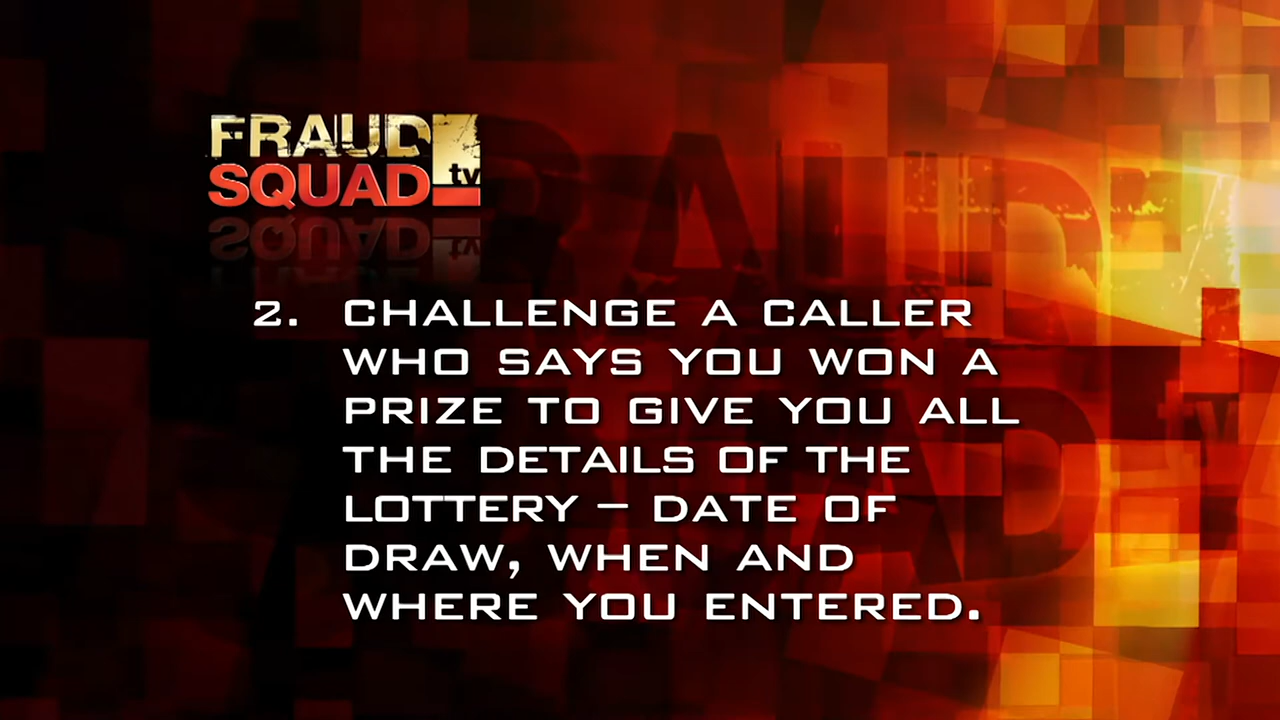 FRAUD
SQUAD tv
2. CHALLENGE A CALLER
WHO SAYS YOU WON A
PRIZE TO GIVE YOU ALL
THE DETAILS OF THE
LOTTERY – DATE OF
DRAW, WHEN AND
WHERE YOU ENTERED.